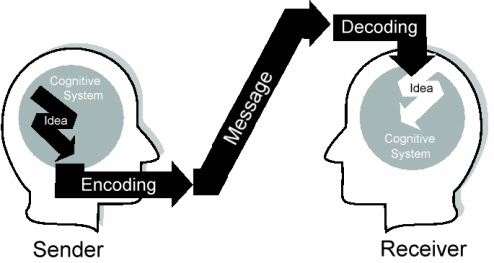 Cognitive
System
Idea
Encoding
Sender
Message
Decoding
Idea
Cognitive
System
Receiver